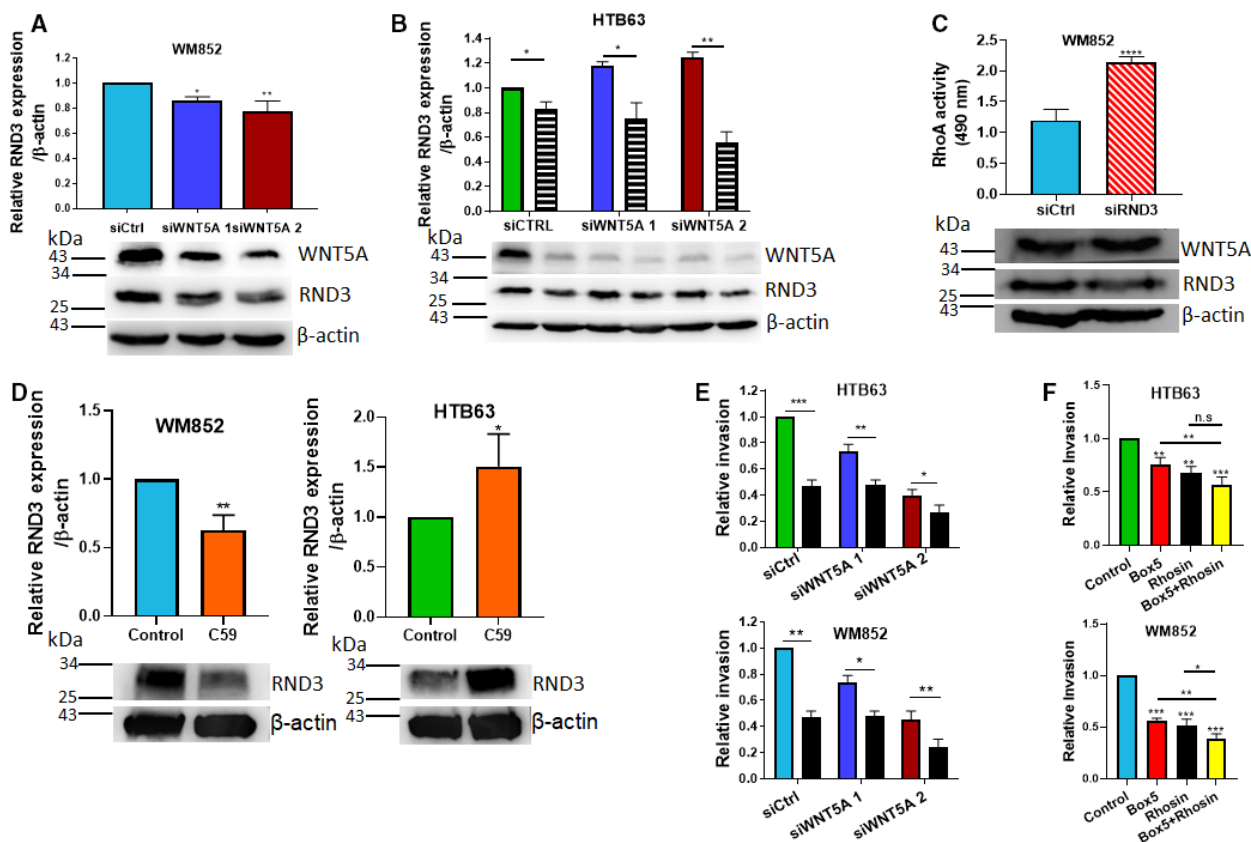 A
WM852
Relative RND3 expression
/β-actin
1.2
1.0
0.8
0.6
0.4
0.2
0.0
*
**
siCtrl siWNT5A 1 siWNT5A 2
kDa
43
34
25
43
WNT5A
RND3
β-actin
B
HTB63
Relative RND3 expression
/β-actin
1.4
1.2
1.0
0.8
0.6
0.4
0.2
0.0
*
*
**
siCTRL siWNT5A 1 siWNT5A 2
kDa
43
34
25
43
WNT5A
RND3
β-actin
C
WM852
RhoA activity
(490 nm)
2.5
2.0
1.5
1.0
0.5
0.0
****
siCtrl siRND3
kDa
43
34
25
43
WNT5A
RND3
β-actin
D
WM852
Relative RND3 expression
/β-actin
1.5
1.0
0.5
0.0
**
Control C59
kDa
34
25
43
RND3
β-actin
HTB63
Relative RND3 expression
/β-actin
2.0
1.5
1.0
0.5
0.0
*
Control C59
kDa
34
25
43
RND3
β-actin
E
HTB63
Relative invasion
1.2
1.0
0.8
0.6
0.4
0.2
0.0
***
**
*
siCtrl
siWNT5A 1
siWNT5A 2
WM852
Relative invasion
1.2
1.0
0.8
0.6
0.4
0.2
0.0
**
*
**
siCtrl
siWNT5A 1
siWNT5A 2
F
HTB63
Relative Invasion
1.5
1.0
0.5
0.0
n.s
**
**
**
***
Control
Box5
Rhosin
Box5+Rhosin
WM852
Relative Invasion
1.5
1.0
0.5
0.0
*
**
***
***
***
Control
Box5
Rhosin
Box5+Rhosin